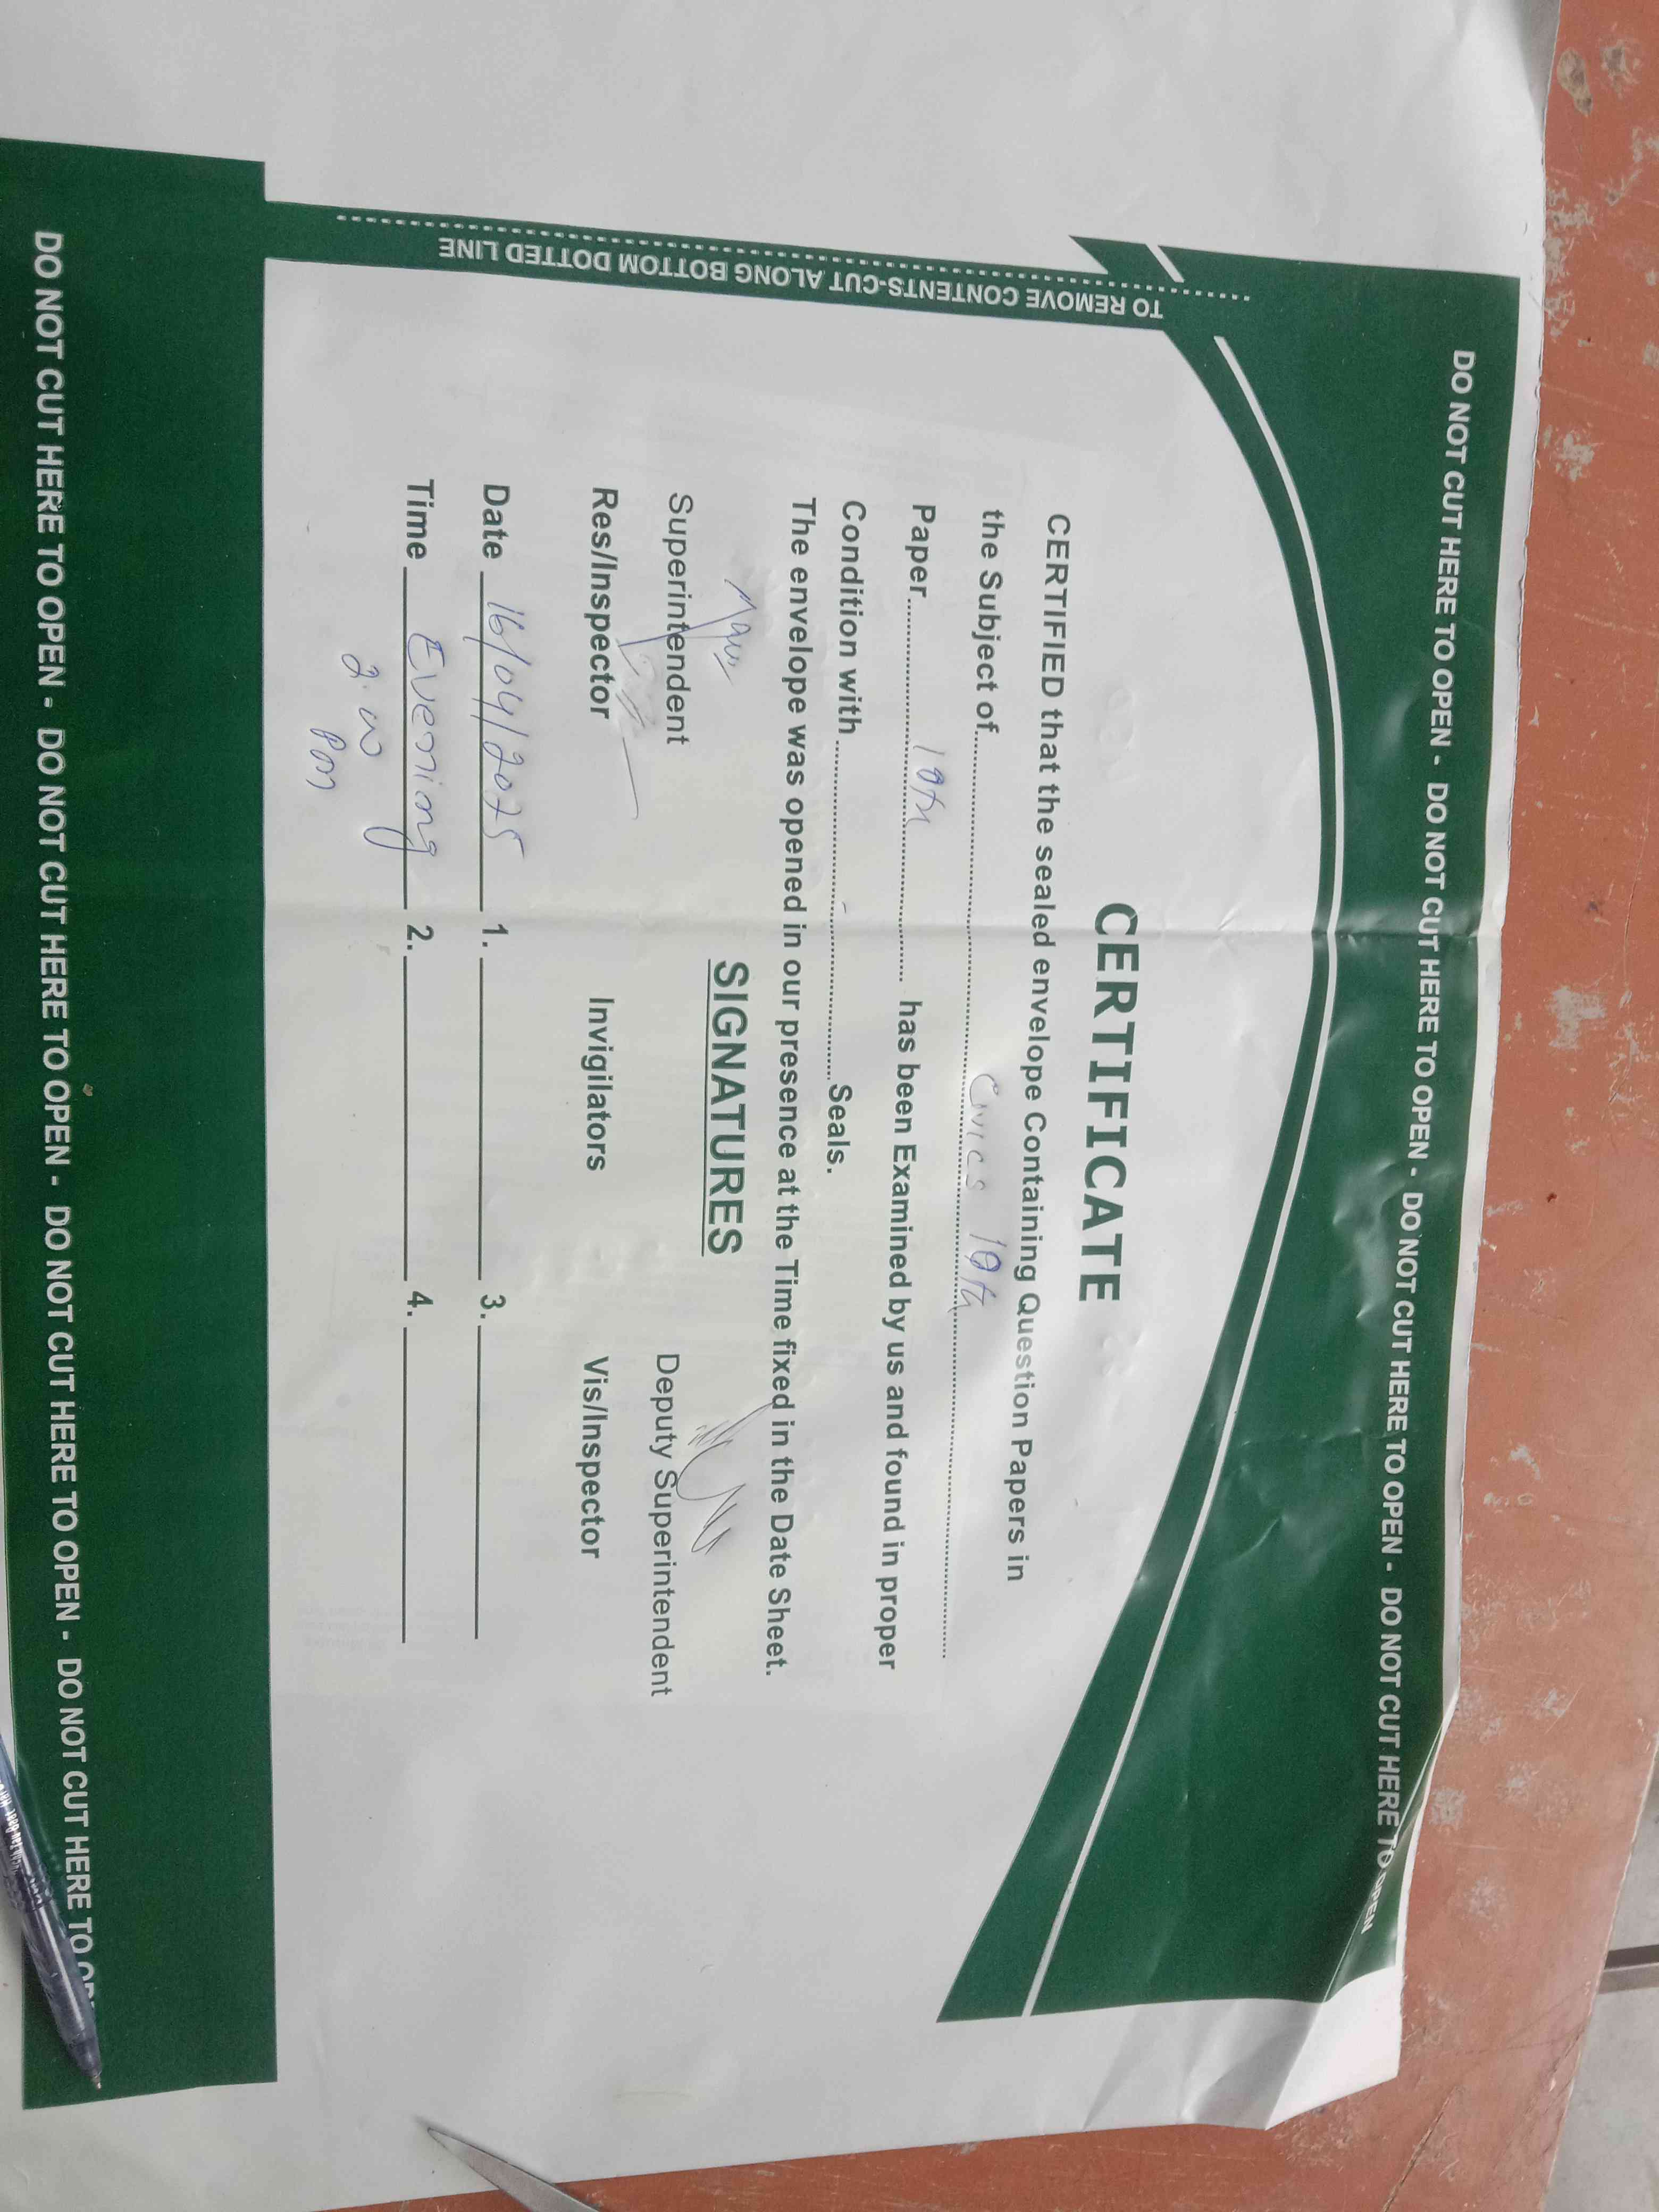 DO NOT CUT HERE TO OPEN - DO NOT CUT HERE TO OPEN - DO NOT CUT HERE TO OPEN - DO NOT CUT HERE TO OPEN
CERTIFICATE
CERTIFIED that the sealed envelope Containing Question Papers in
the Subject of Civics 10th
Paper 10th has been Examined by us and found in proper
Condition with - Seals.
The envelope was opened in our presence at the Time fixed in the Date Sheet.
SIGNATURES
Superintendent Deputy Superintendent
Res/Inspector Invigilators Vis/Inspector
Date 16/04/2025 1. 3.
Time Evening 2. 4.
Pm
TO REMOVE CONTENTS-CUT ALONG BOTTOM DOTTED LINE
DO NOT CUT HERE TO OPEN - DO NOT CUT HERE TO OPEN - DO NOT CUT HERE TO OPEN - DO NOT CUT HERE TO